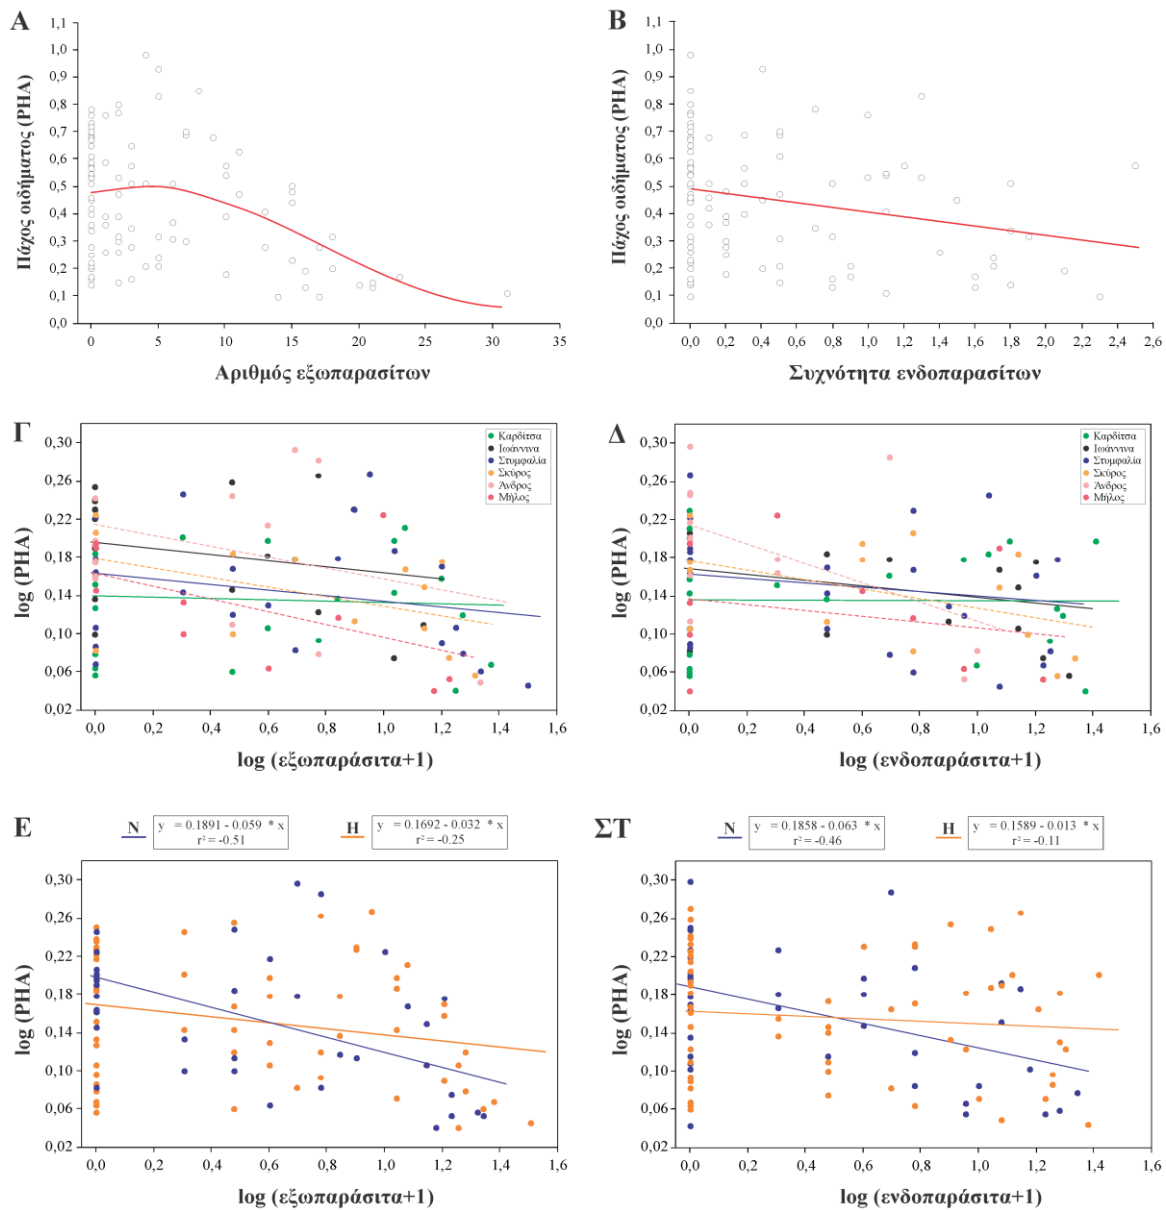 Α
Πάχος οιδήματος (PHA)
1,1
1,0
0,9
0,8
0,7
0,6
0,5
0,4
0,3
0,2
0,1
0,0
0 5 10 15 20 25 30 35
Αριθμός εξωπαρασίτων
Β
Πάχος οιδήματος (PHA)
1,1
1,0
0,9
0,8
0,7
0,6
0,5
0,4
0,3
0,2
0,1
0,0
0,0 0,2 0,4 0,6 0,8 1,0 1,2 1,4 1,6 1,8 2,0 2,2 2,4 2,6
Συχνότητα ενδοπαρασίτων
Γ
log (PHA)
0,30
0,26
0,22
0,18
0,14
0,10
0,06
0,02
Καρδίτσα
Ιωάννινα
Στυμφαλία
Σκύρος
Άνδρος
Μήλος
0,0 0,2 0,4 0,6 0,8 1,0 1,2 1,4 1,6
log (εξωπαράσιτα+1)
Δ
log (PHA)
0,30
0,26
0,22
0,18
0,14
0,10
0,06
0,02
Καρδίτσα
Ιωάννινα
Στυμφαλία
Σκύρος
Άνδρος
Μήλος
0,0 0,2 0,4 0,6 0,8 1,0 1,2 1,4 1,6
log (ενδοπαράσιτα+1)
Ε
N
y = 0.1891 - 0.059 * x
r² = -0.51
H
y = 0.1692 - 0.032 * x
r² = -0.25
log (PHA)
0,30
0,26
0,22
0,18
0,14
0,10
0,06
0,02
0,0 0,2 0,4 0,6 0,8 1,0 1,2 1,4 1,6
log (εξωπαράσιτα+1)
ΣΤ
N
y = 0.1858 - 0.063 * x
r² = -0.46
H
y = 0.1589 - 0.013 * x
r² = -0.11
log (PHA)
0,30
0,26
0,22
0,18
0,14
0,10
0,06
0,02
0,0 0,2 0,4 0,6 0,8 1,0 1,2 1,4 1,6
log (ενδοπαράσιτα+1)